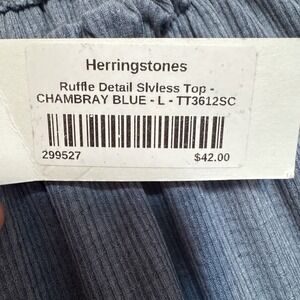 Herringstones
Ruffle Detail Slvless Top -
CHAMBRAY BLUE - L - TT3612SC
299527 $42.00